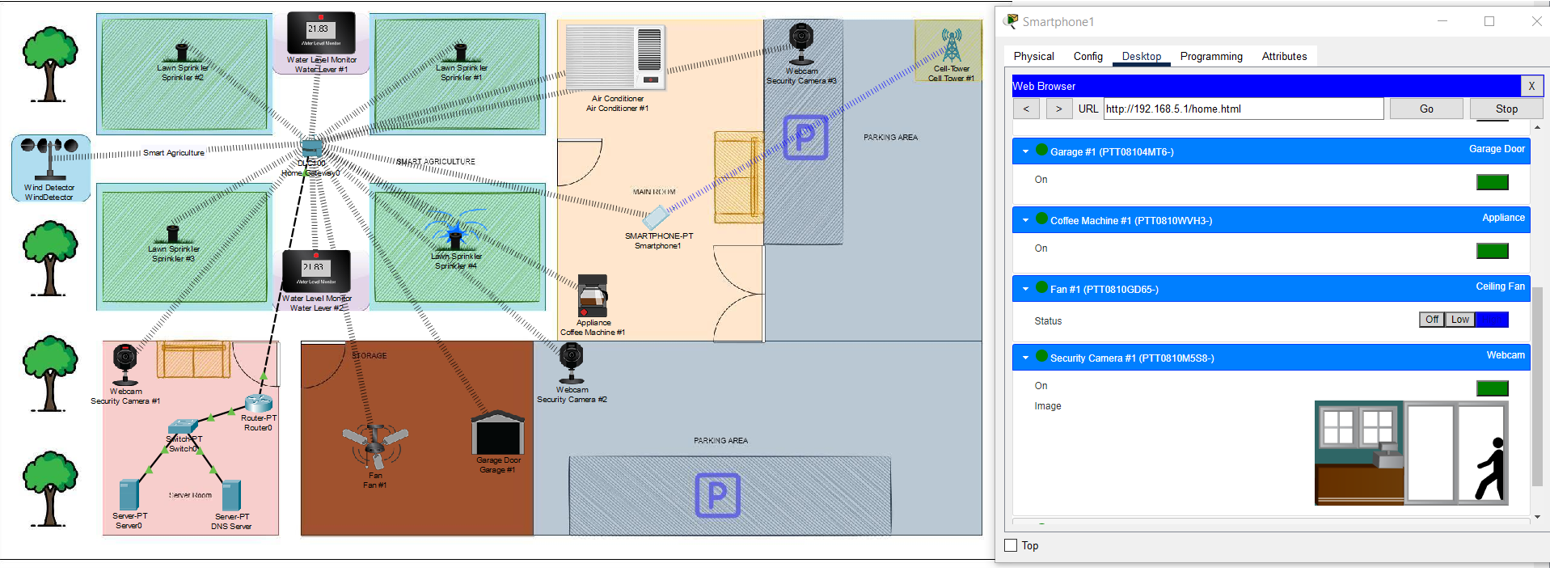 Lawn Sprinkler
Sprinkler #2
21.83
Water Level Monitor
Water Level Monitor
Water Lever #1
Lawn Sprinkler
Sprinkler #1
Air Conditioner
Air Conditioner #1
Webcam
Security Camera #3
Cell-Tower
Cell Tower #1
P
PARKING AREA
Wind Detector
WindDetector
Smart Agriculture
SMART AGRICULTURE
Home Gateway0
MAIN ROOM
SMARTPHONE-PT
Smartphone1
Lawn Sprinkler
Sprinkler #3
21.83
Water Level Monitor
Water Level Monitor
Water Lever #2
Lawn Sprinkler
Sprinkler #4
Appliance
Coffee Machine #1
Webcam
Security Camera #1
Router-PT
Router0
Switch-PT
Switch0
Server Room
Server-PT
Server0
Server-PT
DNS Server
STORAGE
Fan
Fan #1
Garage Door
Garage #1
Webcam
Security Camera #2
PARKING AREA
P
Smartphone1
Physical Config Desktop Programming Attributes
Web Browser X
< > URL http://192.168.5.1/home.html Go Stop
Garage #1 (PTT08104MT6-) Garage Door
On
Coffee Machine #1 (PTT0810WVH3-) Appliance
On
Fan #1 (PTT0810GD65-) Ceiling Fan
Status Off Low
Security Camera #1 (PTT0810M5S8-) Webcam
On
Image
Top